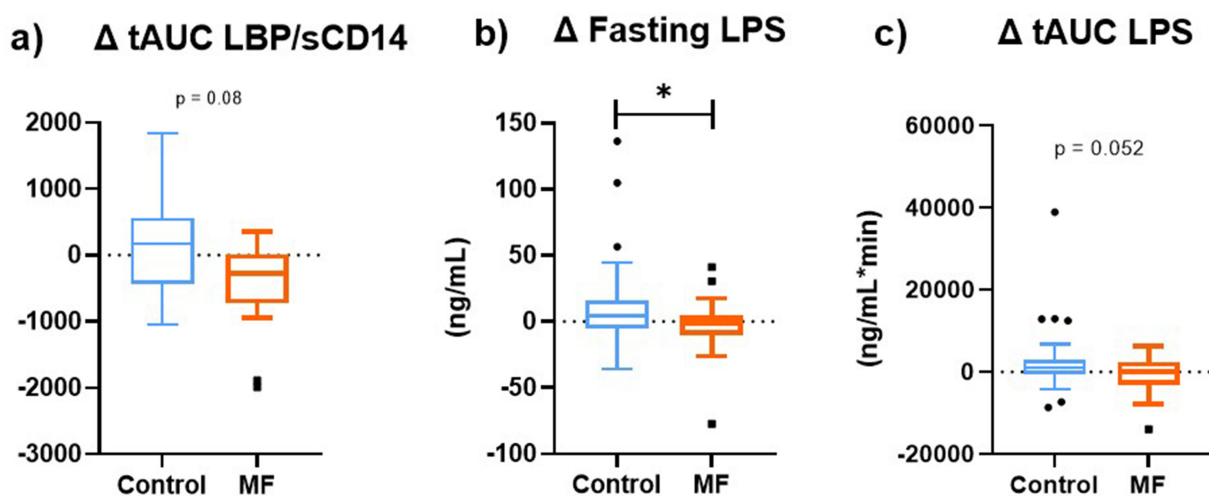 a) Δ tAUC LBP/sCD14
p = 0.08
2000
1000
0
-1000
-2000
-3000
Control MF
b) Δ Fasting LPS
*
(ng/mL)
150
100
50
0
-50
-100
Control MF
c) Δ tAUC LPS
p = 0.052
(ng/mL*min)
60000
40000
20000
0
-20000
Control MF